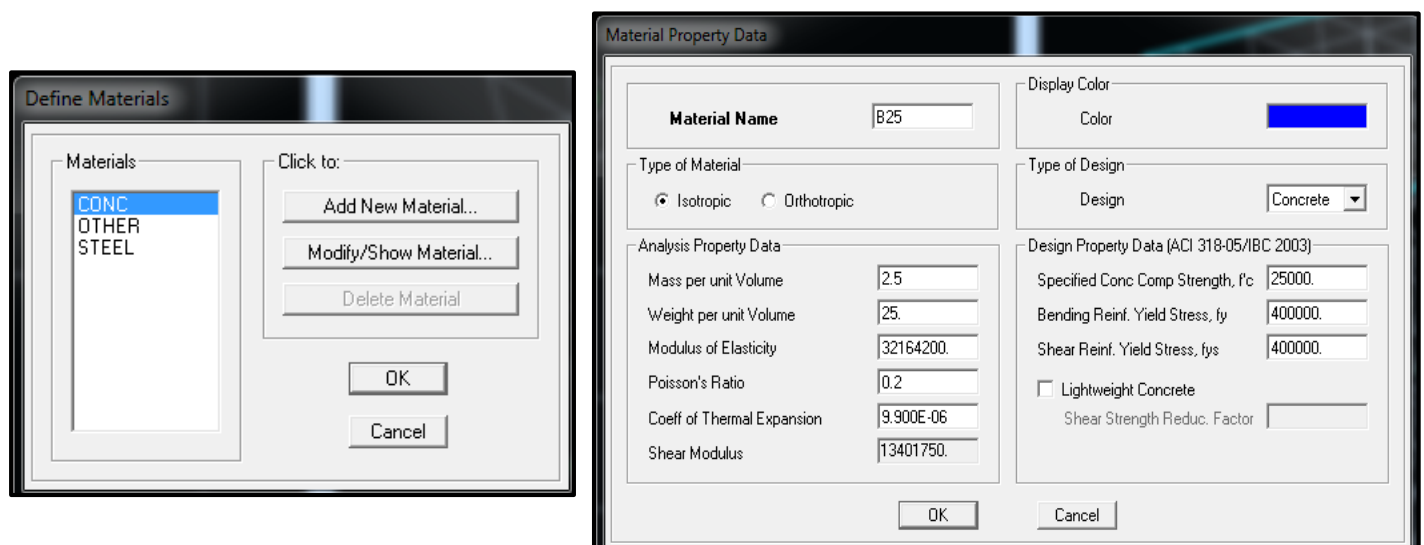 Define Materials
Materials
CONC
OTHER
STEEL
Click to:
Add New Material...
Modify/Show Material...
Delete Material
OK
Cancel
Material Property Data
Material Name B25
Display Color
Color
Type of Material
Isotropic Orthotropic
Type of Design
Design Concrete
Analysis Property Data
Mass per unit Volume 2.5
Weight per unit Volume 25.
Modulus of Elasticity 32164200.
Poisson's Ratio 0.2
Coeff of Thermal Expansion 9.900E-06
Shear Modulus 13401750.
Design Property Data (ACI 318-05/IBC 2003)
Specified Conc Comp Strength, f'c 25000.
Bending Reinf. Yield Stress, fy 400000.
Shear Reinf. Yield Stress, fys 400000.
Lightweight Concrete
Shear Strength Reduc. Factor
OK
Cancel